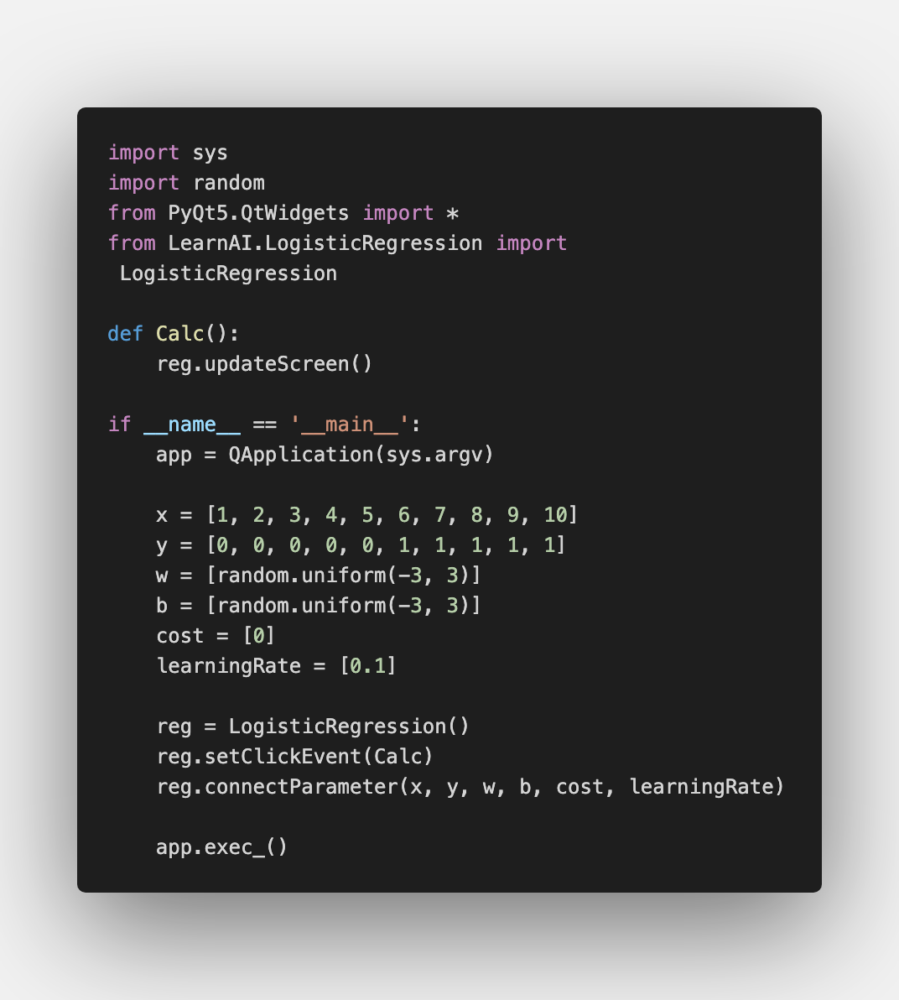 import sys
import random
from PyQt5.QtWidgets import *
from LearnAI.LogisticRegression import
 LogisticRegression

def Calc():
    reg.updateScreen()

if __name__ == '__main__':
    app = QApplication(sys.argv)

    x = [1, 2, 3, 4, 5, 6, 7, 8, 9, 10]
    y = [0, 0, 0, 0, 0, 1, 1, 1, 1, 1]
    w = [random.uniform(-3, 3)]
    b = [random.uniform(-3, 3)]
    cost = [0]
    learningRate = [0.1]

    reg = LogisticRegression()
    reg.setClickEvent(Calc)
    reg.connectParameter(x, y, w, b, cost, learningRate)

    app.exec_()